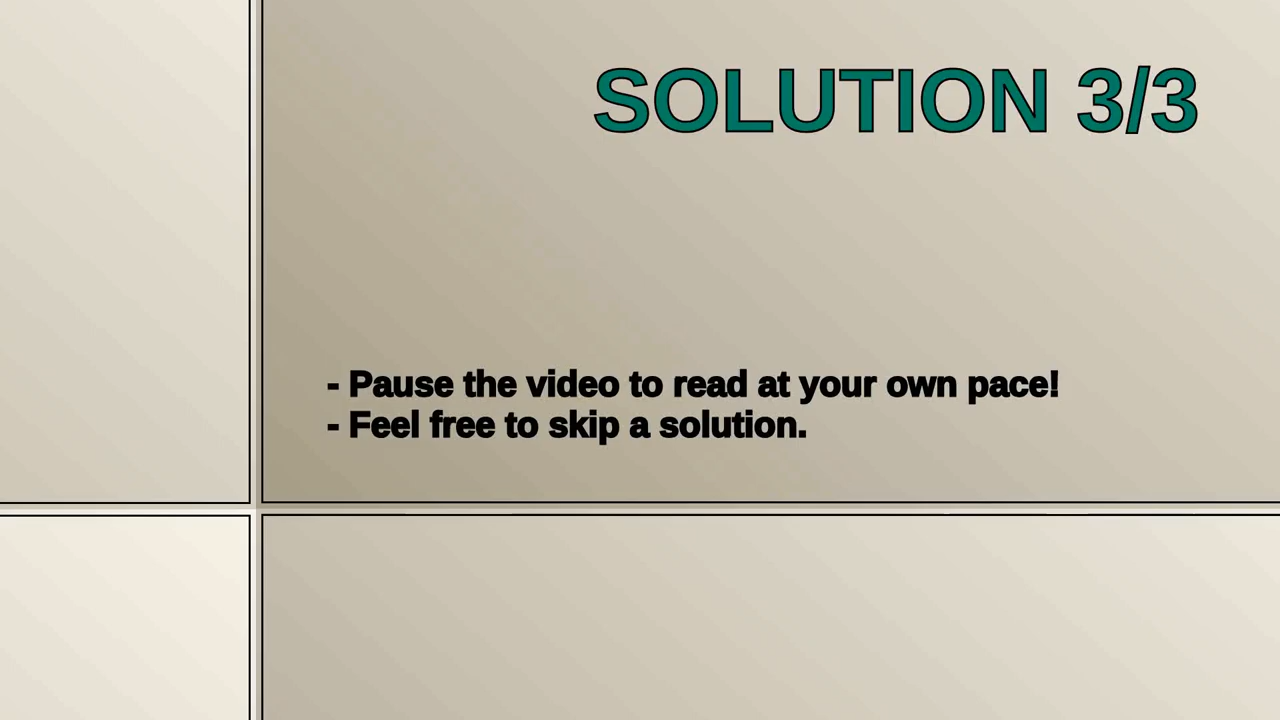 SOLUTION 3/3
- Pause the video to read at your own pace!
- Feel free to skip a solution.